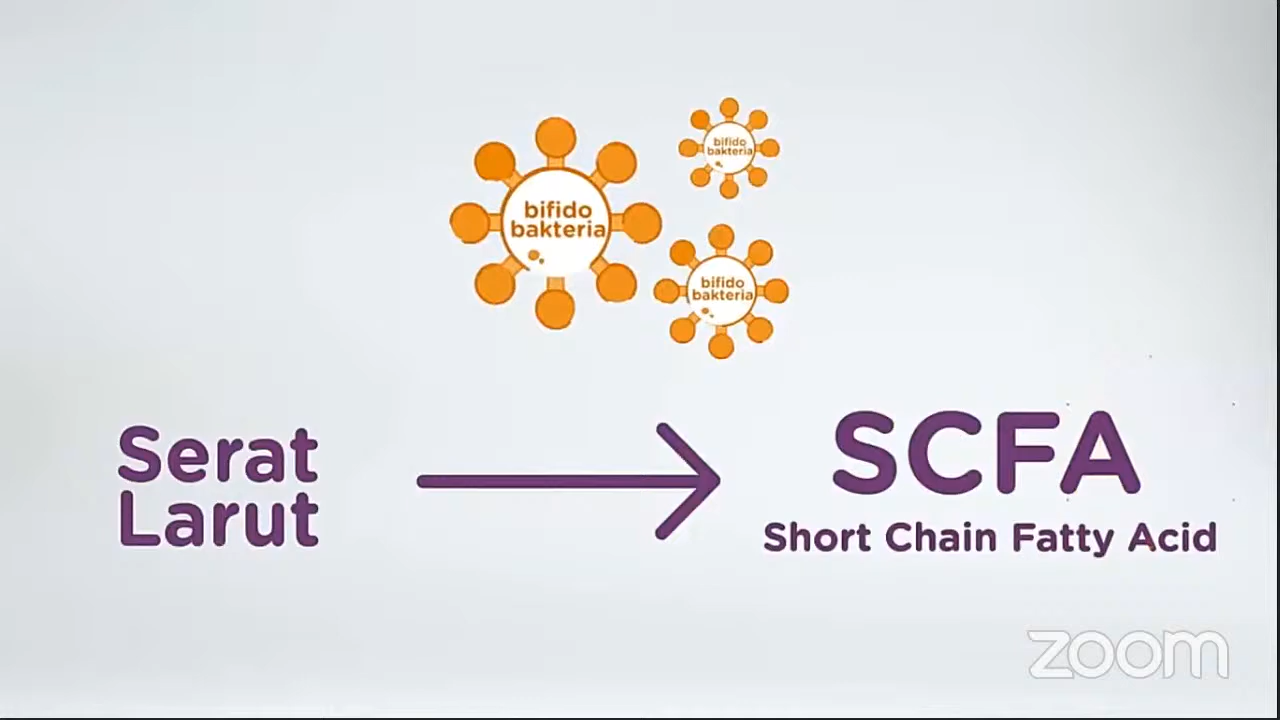 bifido
bakteria
bifido
bakteria
bifido
bakteria
Serat
Larut
SCFA
Short Chain Fatty Acid
zoom